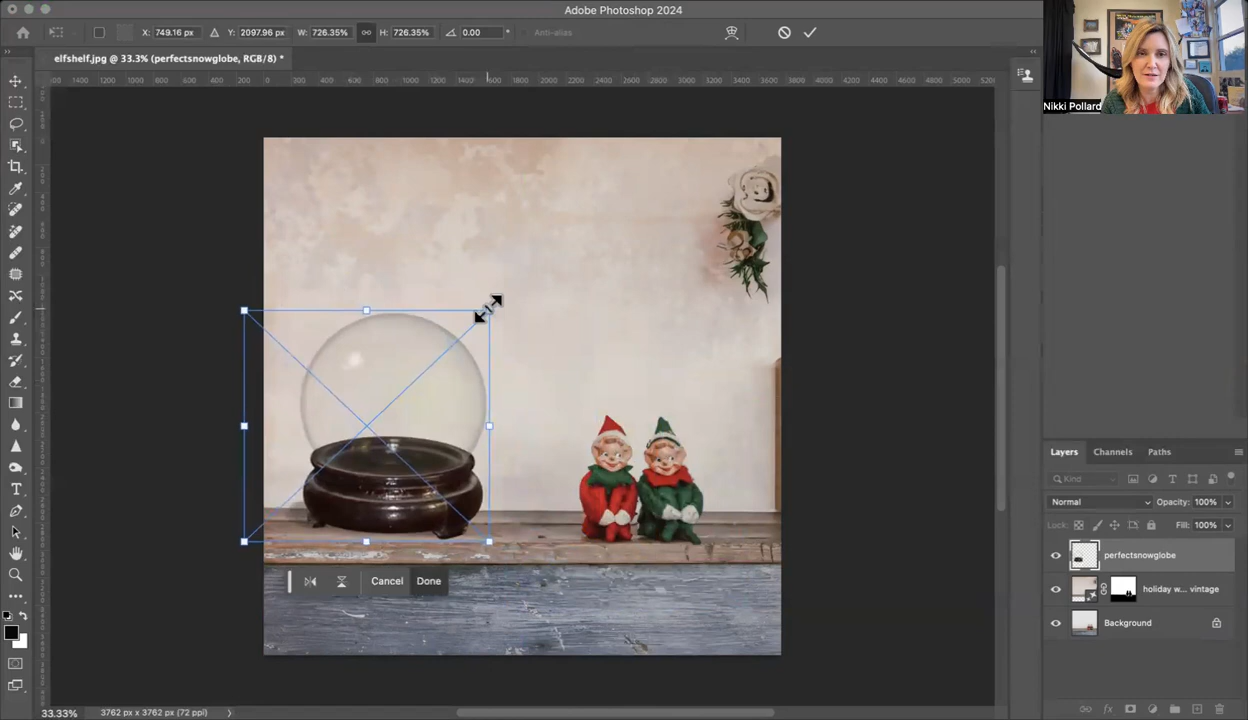 Adobe Photoshop 2024
X: 749.16 px Y: 2097.96 px W: 726.35% H: 726.35% 0.00 ° Anti-alias
elfshelf.jpg @ 33.3% (perfectsnowglobe, RGB/8) *
Nikki Pollard
Cancel Done
Layers Channels Paths
Kind
Normal Opacity: 100%
Lock: Fill: 100%
perfectsnowglobe
holiday w... vintage
Background
33.33% 3762 px x 3762 px (72 ppi)